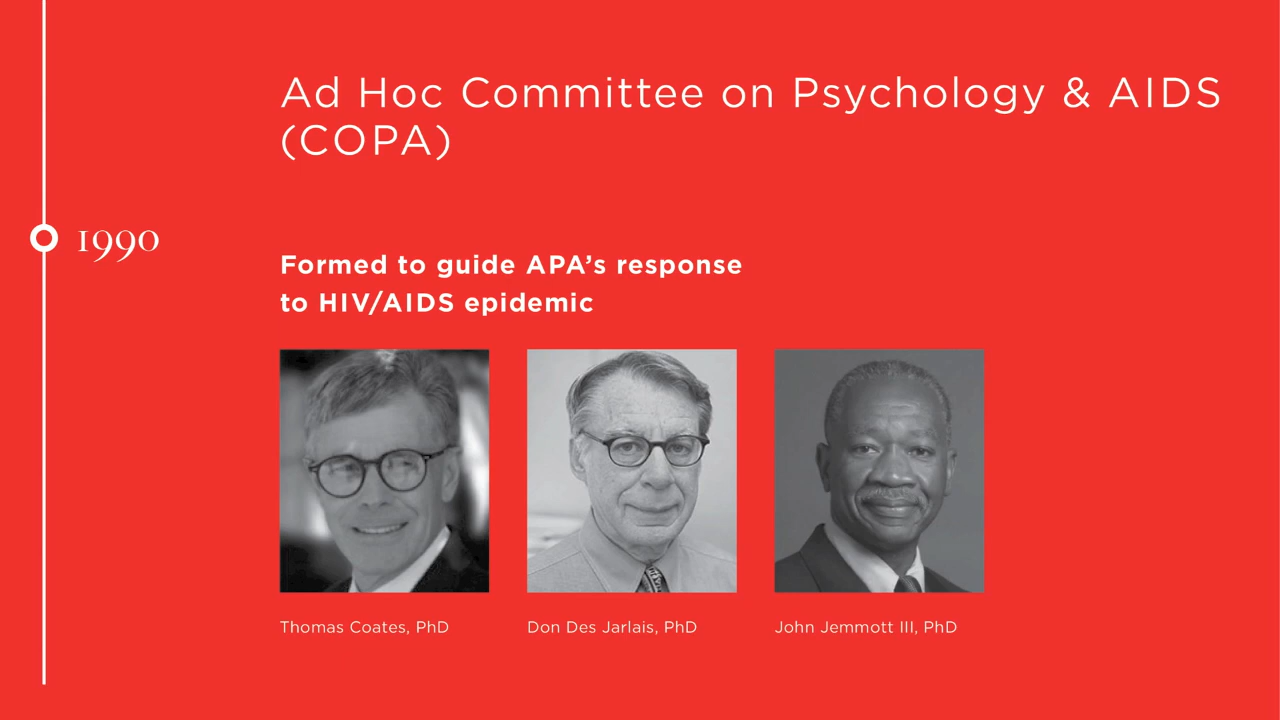 Ad Hoc Committee on Psychology & AIDS
(COPA)
1990
Formed to guide APA’s response
to HIV/AIDS epidemic
Thomas Coates, PhD
Don Des Jarlais, PhD
John Jemmott III, PhD